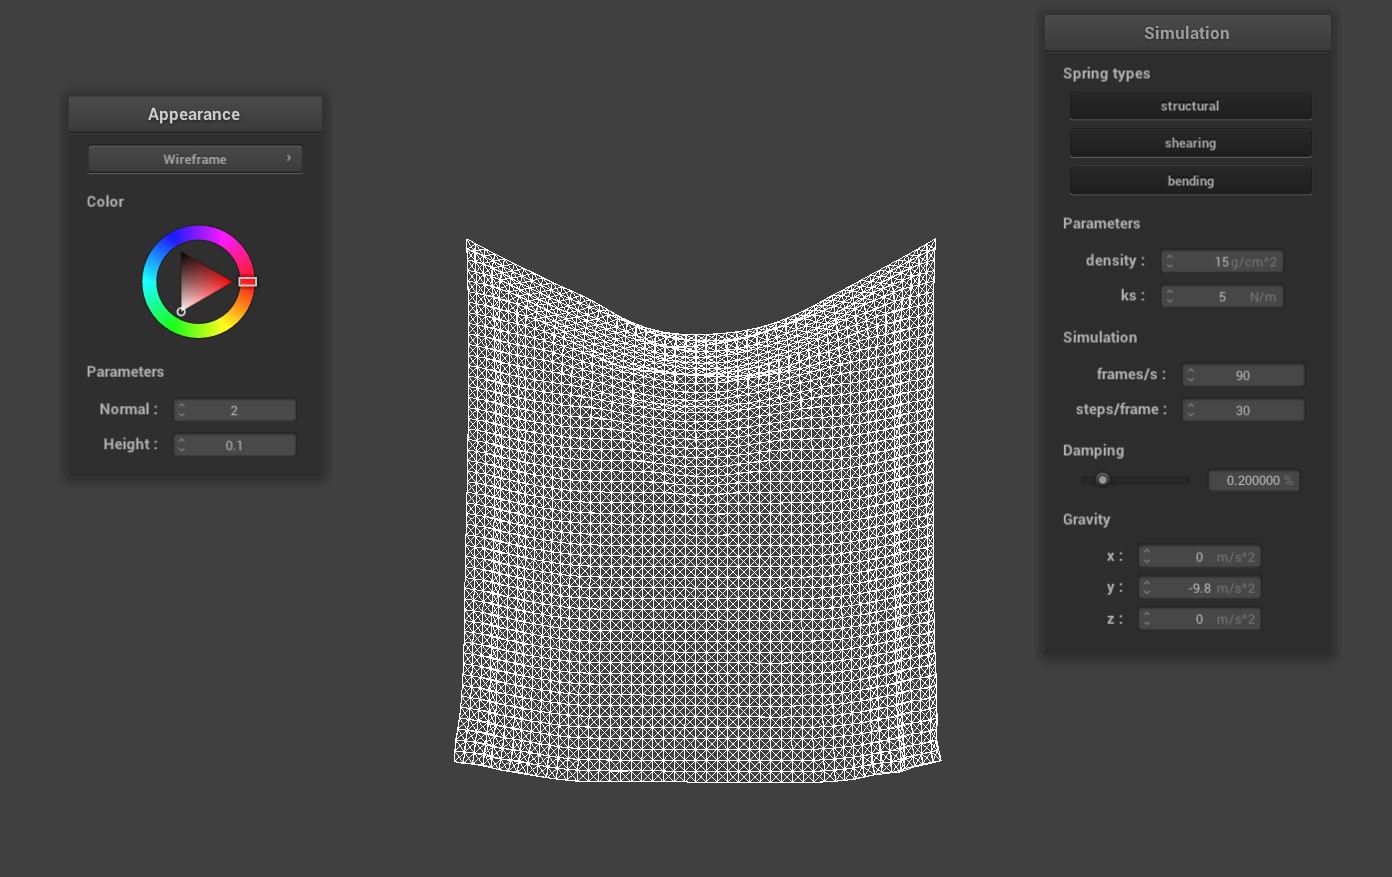 Appearance
Wireframe
Color
Parameters
Normal : 2
Height : 0.1
Simulation
Spring types
structural
shearing
bending
Parameters
density : 15 g/cm^2
ks : 5 N/m
Simulation
frames/s : 90
steps/frame : 30
Damping
0.200000 %
Gravity
x : 0 m/s^2
y : -9.8 m/s^2
z : 0 m/s^2